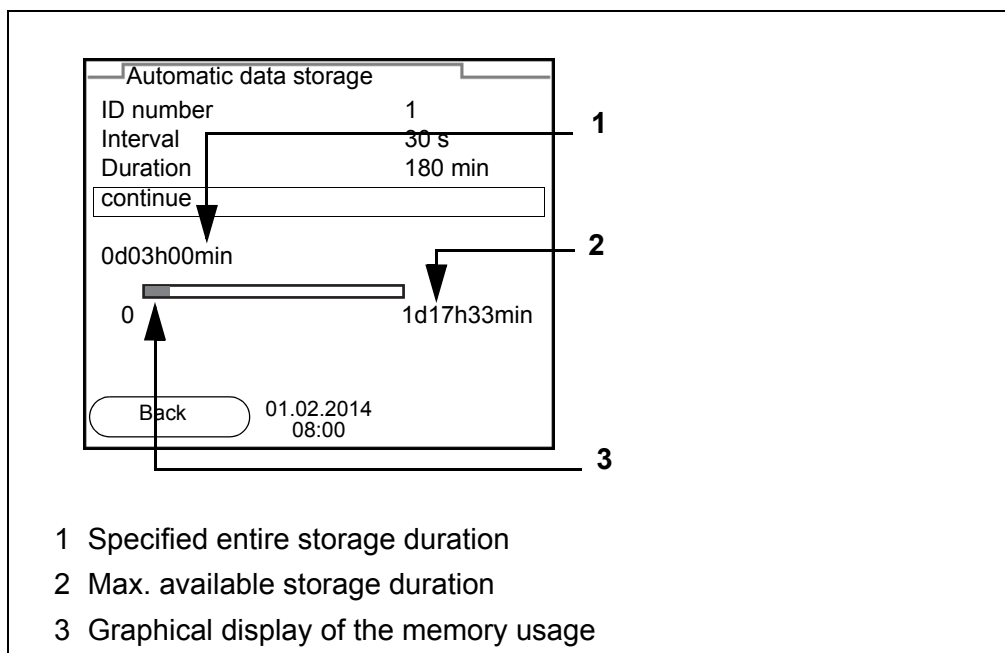 Automatic data storage
ID number 1
Interval 30 s
Duration 180 min
continue
0d03h00min
0 1d17h33min
Back 01.02.2014
08:00
1
2
3
1 Specified entire storage duration
2 Max. available storage duration
3 Graphical display of the memory usage